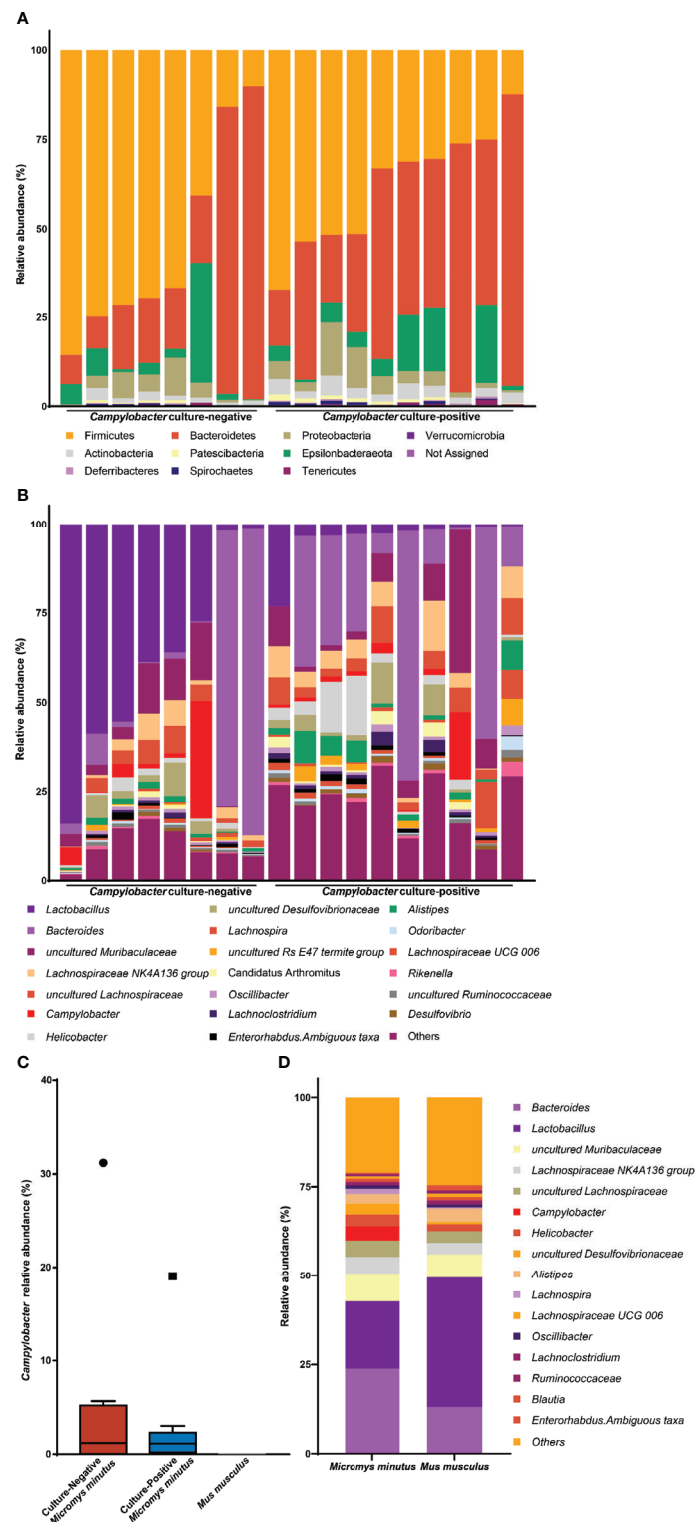 A
100
75
50
25
0
Relative abundance (%)
Campylobacter culture-negative
Campylobacter culture-positive
Firmicutes
Bacteroidetes
Proteobacteria
Verrucomicrobia
Actinobacteria
Patescibacteria
Epsilonbacteraeota
Not Assigned
Deferribacteres
Spirochaetes
Tenericutes
B
100
75
50
25
0
Relative abundance (%)
Campylobacter culture-negative
Campylobacter culture-positive
Lactobacillus
uncultured Desulfovibrionaceae
Alistipes
Bacteroides
Lachnospira
Odoribacter
uncultured Muribaculaceae
uncultured Rs E47 termite group
Lachnospiraceae UCG 006
Lachnospiraceae NK4A136 group
Candidatus Arthromitus
Rikenella
uncultured Lachnospiraceae
Oscillibacter
uncultured Ruminococcaceae
Campylobacter
Lachnoclostridium
Desulfovibrio
Helicobacter
Enterorhabdus.Ambiguous taxa
Others
C
40
30
20
10
0
Campylobacter relative abundance (%)
Culture-Negative
Micromys minutus
Culture-Positive
Micromys minutus
Mus musculus
D
100
75
50
25
0
Relative abundance (%)
Micromys minutus
Mus musculus
Bacteroides
Lactobacillus
uncultured Muribaculaceae
Lachnospiraceae NK4A136 group
uncultured Lachnospiraceae
Campylobacter
Helicobacter
uncultured Desulfovibrionaceae
Alistipes
Lachnospira
Lachnospiraceae UCG 006
Oscillibacter
Lachnoclostridium
Ruminococcaceae
Blautia
Enterorhabdus.Ambiguous taxa
Others